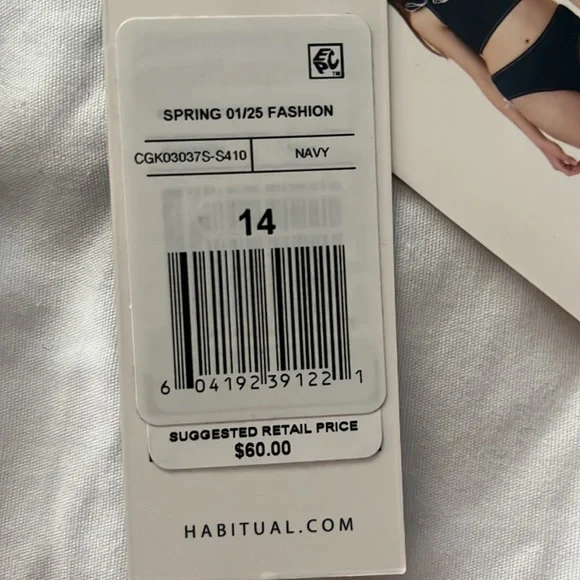 EPC™
SPRING 01/25 FASHION
CGK03037S-S410 NAVY
14
6 04192 39122 1
SUGGESTED RETAIL PRICE
$60.00
HABITUAL.COM